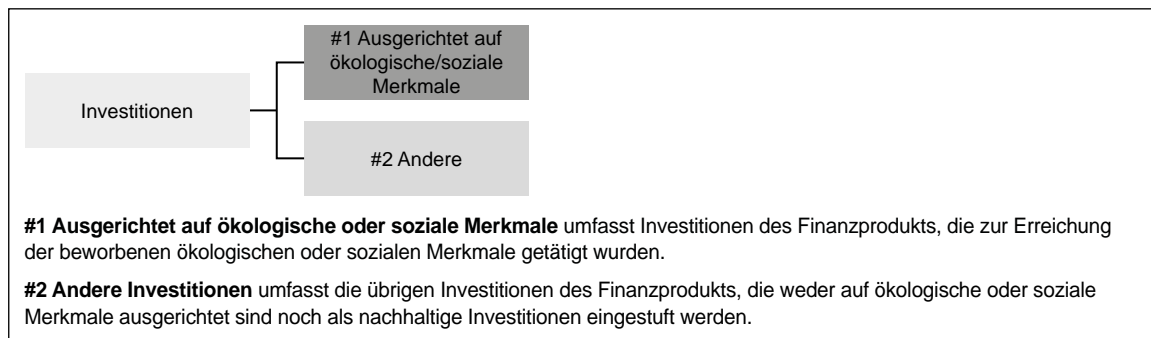 #1 Ausgerichtet auf
ökologische/soziale
Merkmale
Investitionen
#2 Andere
#1 Ausgerichtet auf ökologische oder soziale Merkmale umfasst Investitionen des Finanzprodukts, die zur Erreichung
der beworbenen ökologischen oder sozialen Merkmale getätigt wurden.
#2 Andere Investitionen umfasst die übrigen Investitionen des Finanzprodukts, die weder auf ökologische oder soziale
Merkmale ausgerichtet sind noch als nachhaltige Investitionen eingestuft werden.